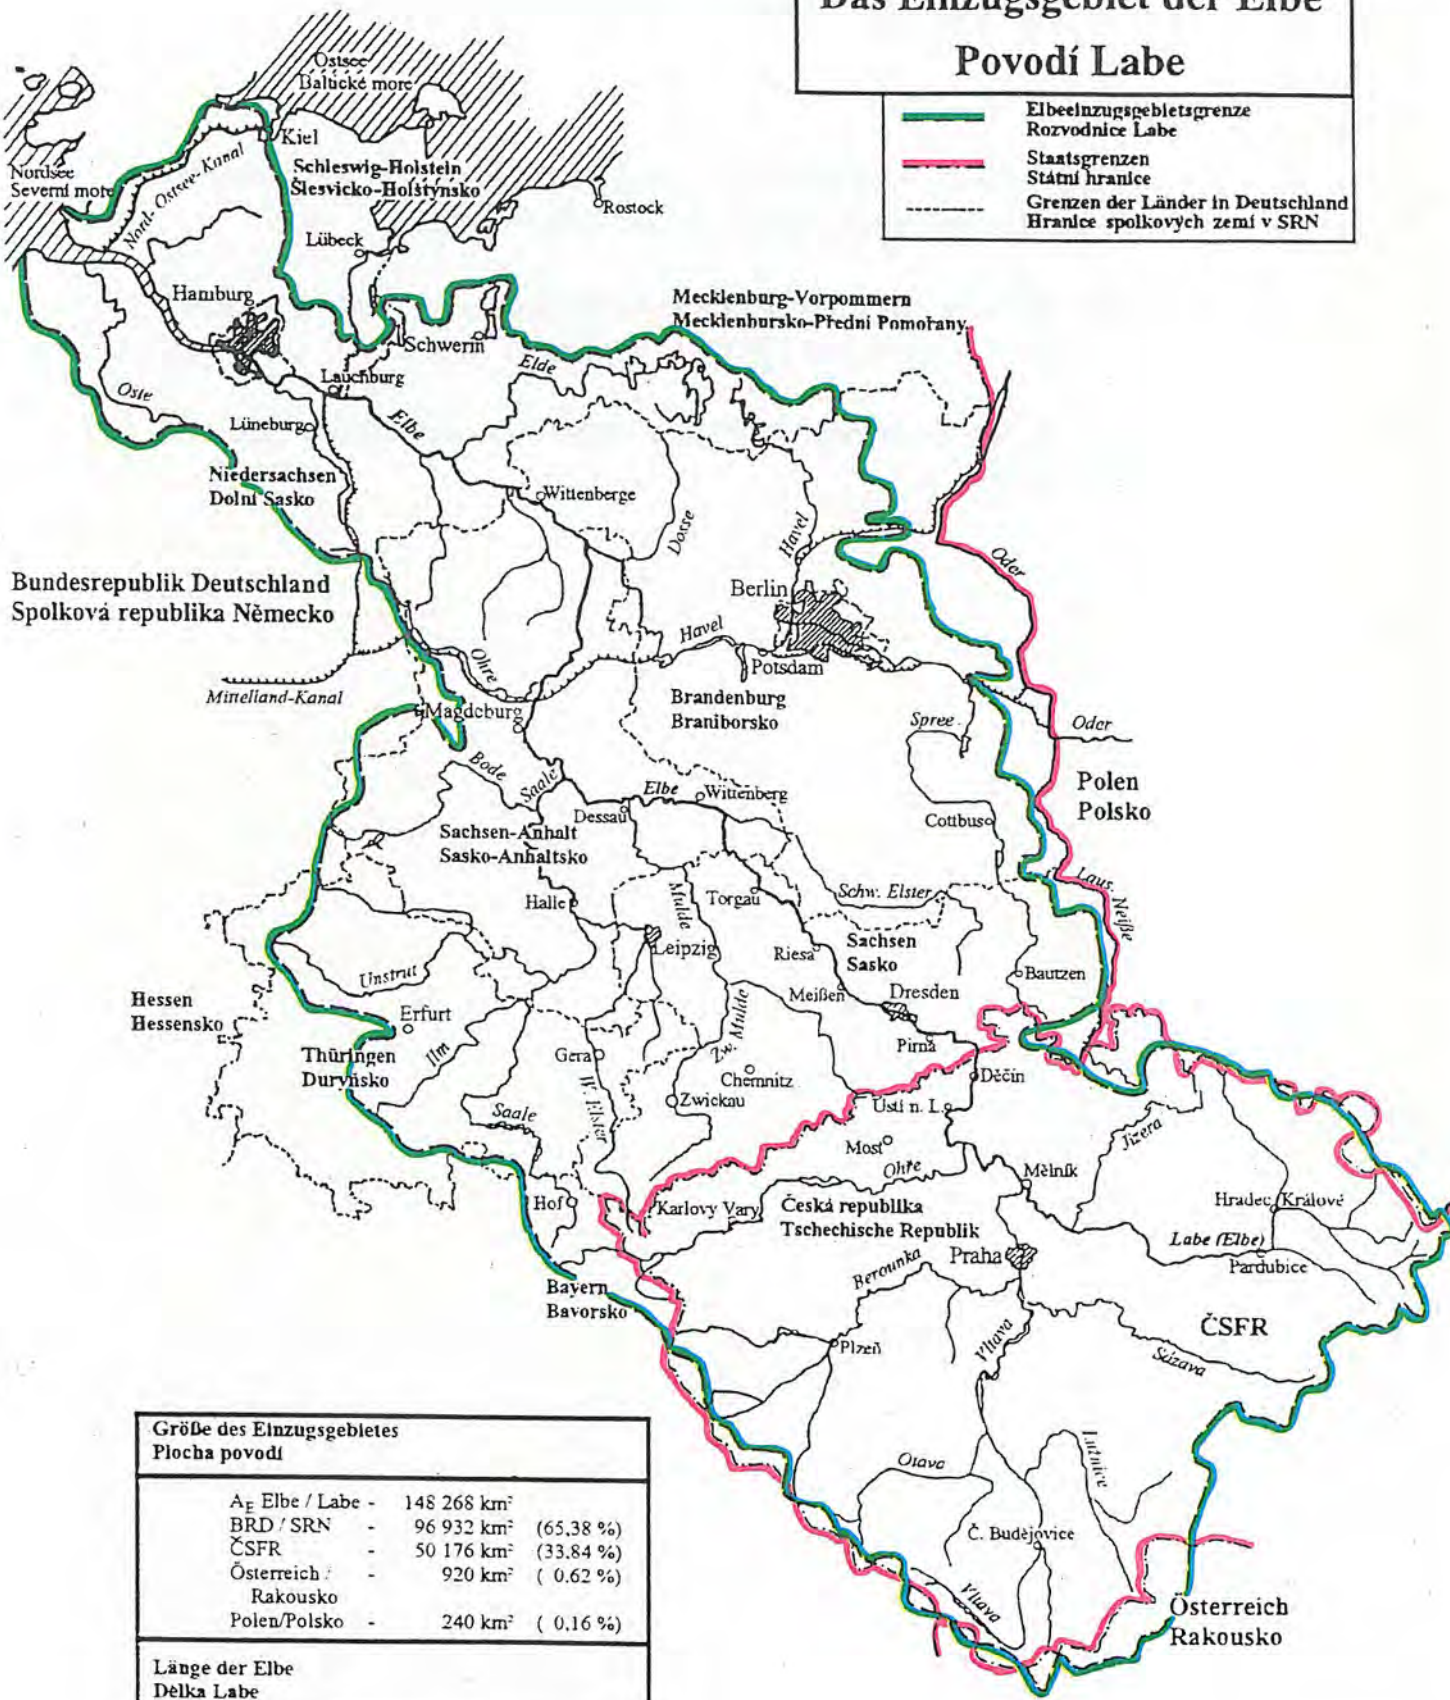 Das Einzugsgebiet der Elbe
Povodí Labe
Elbeeinzugsgebietsgrenze
Rozvodnice Labe
Staatsgrenzen
Státní hranice
Grenzen der Länder in Deutschland
Hranice spolkových zemí v SRN
Ostsee
Baltické more
Kiel
Nordsee
Severní more
Nord-Ostsee-Kanal
Schleswig-Holstein
Šlesvicko-Holštýnsko
Rostock
Lübeck
Hamburg
Mecklenburg-Vorpommern
Mecklenbursko-Přední Pomořany
Schwerin
Elde
Lauchburg
Oste
Elbe
Lüneburg
Niedersachsen
Dolní Sasko
Wittenberge
Dosse
Havel
Oder
Bundesrepublik Deutschland
Spolková republika Německo
Berlin
Havel
Ohre
Potsdam
Mittelland-Kanal
Magdeburg
Brandenburg
Braniborsko
Spree
Oder
Bode
Saale
Elbe
Wittenberg
Polen
Polsko
Dessau
Cottbus
Sachsen-Anhalt
Sasko-Anhaltsko
Laus. Neiße
Halle
Mulde
Torgau
Schw. Elster
Leipzig
Riesa
Sachsen
Sasko
Unstrut
Bautzen
Hessen
Hessensko
Meißen
Dresden
Erfurt
Zw. Mulde
Pirna
Thüringen
Duryňsko
Ilm
Gera
Chemnitz
Děčín
W. Elster
Zwickau
Ústí n. L.
Saale
Most
Jizera
Ohře
Mělník
Hof
Karlovy Vary
Česká republika
Tschechische Republik
Hradec Králové
Labe (Elbe)
Praha
Pardubice
Berounka
Bayern
Bavorsko
Vltava
ČSFR
Plzeň
Sázava
Otava
Lužnice
Č. Budějovice
Vltava
Österreich
Rakousko
Größe des Einzugsgebietes
Plocha povodí
A_E Elbe / Labe - 148 268 km²
BRD / SRN - 96 932 km² (65,38 %)
ČSFR - 50 176 km² (33.84 %)
Österreich / - 920 km² ( 0.62 %)
Rakousko
Polen/Polsko - 240 km² ( 0,16 %)
Länge der Elbe
Délka Labe